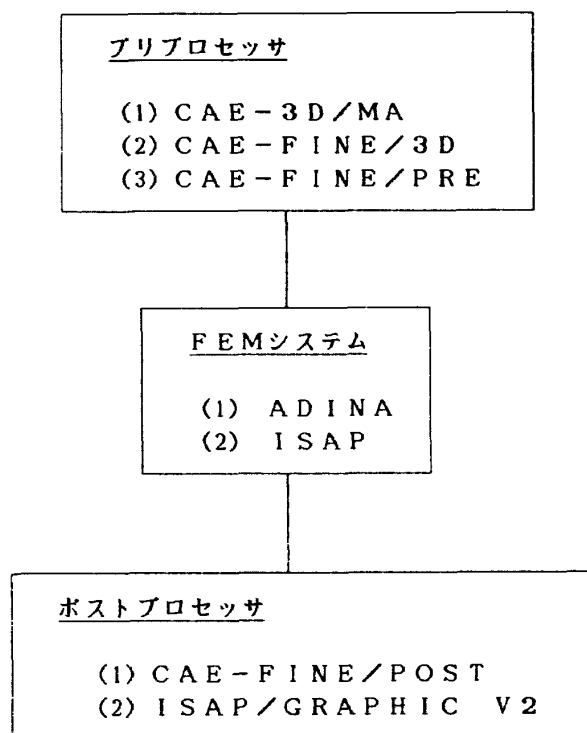 プリプロセッサ
(1) CAE-3D/MA
(2) CAE-FINE/3D
(3) CAE-FINE/PRE
FEMシステム
(1) ADINA
(2) ISAP
ポストプロセッサ
(1) CAE-FINE/POST
(2) ISAP/GRAPHIC V2